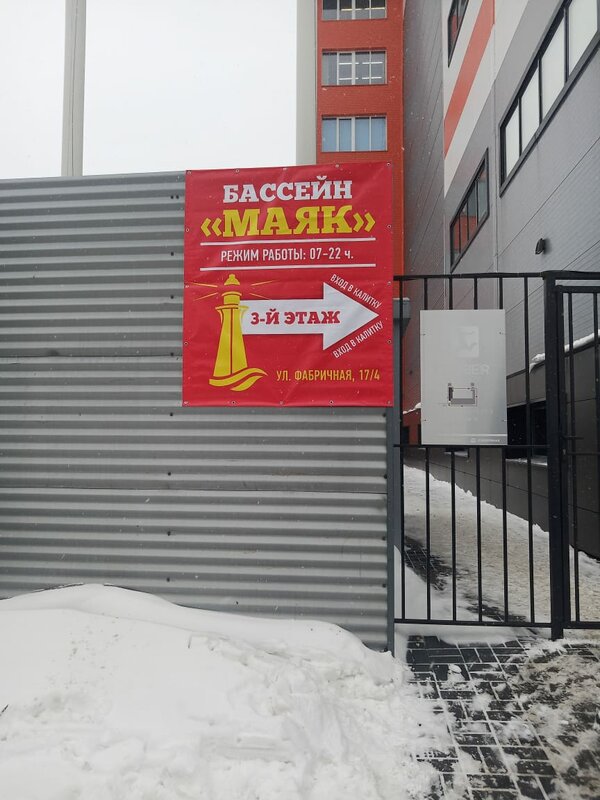 БАССЕЙН
«МАЯК»
РЕЖИМ РАБОТЫ: 07-22 ч.
ВХОД В КАЛИТКУ
3-Й ЭТАЖ
ВХОД В КАЛИТКУ
УЛ. ФАБРИЧНАЯ, 17/4